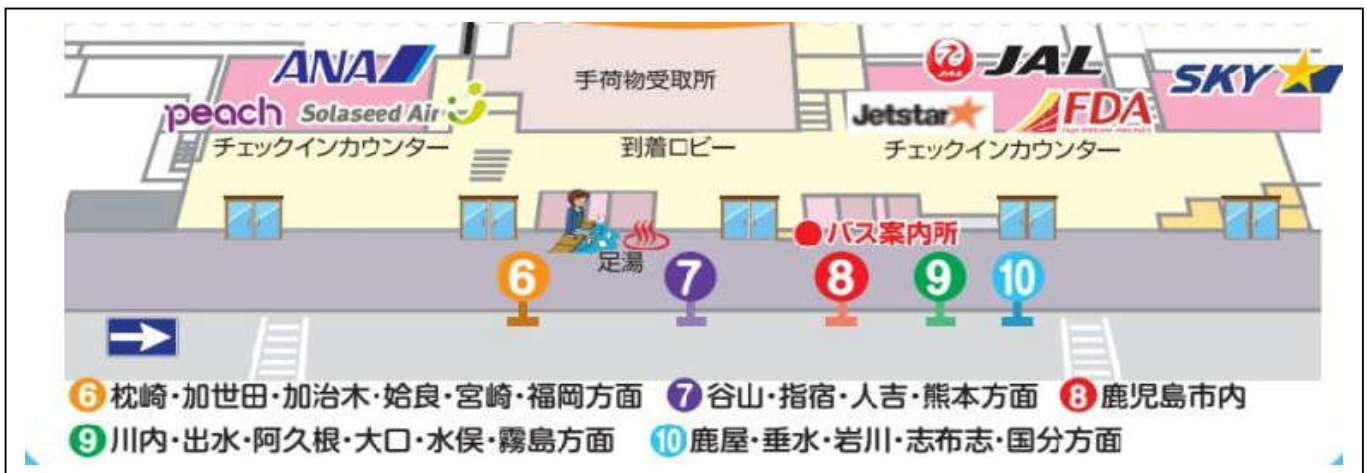 ANA
peach Solaseed Air
チェックインカウンター
手荷物受取所
到着ロビー
JAL
JAL
SKY
Jetstar
FDA
チェックインカウンター
バス案内所
足湯
6 7 8 9 10
6 枕崎・加世田・加治木・姶良・宮崎・福岡方面 7 谷山・指宿・人吉・熊本方面 8 鹿児島市内
9 川内・出水・阿久根・大口・水俣・霧島方面 10 鹿屋・垂水・岩川・志布志・国分方面